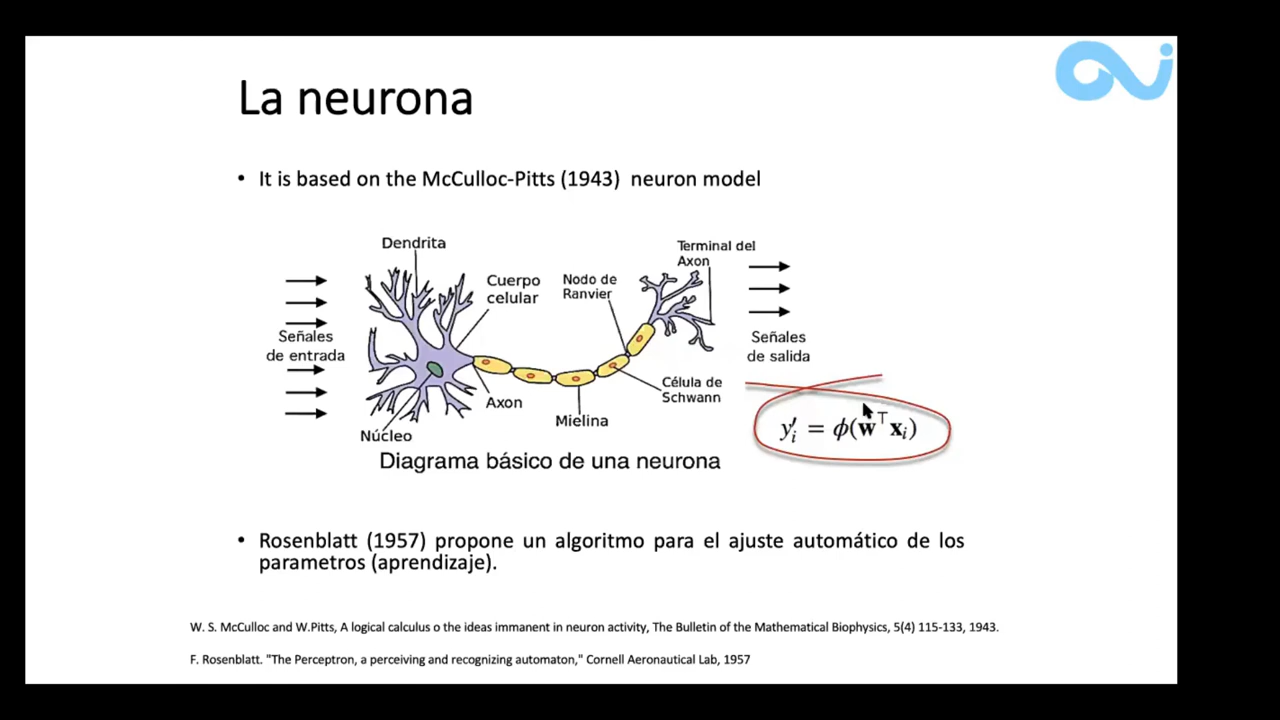 La neurona
• It is based on the McCulloc-Pitts (1943) neuron model
Dendrita
Cuerpo
celular
Nodo de
Ranvier
Terminal del
Axon
Señales
de entrada
Señales
de salida
Célula de
Schwann
Axon
Mielina
Núcleo
y′ᵢ = ϕ(w⊤xᵢ)
Diagrama básico de una neurona
• Rosenblatt (1957) propone un algoritmo para el ajuste automático de los
parametros (aprendizaje).
W. S. McCulloc and W.Pitts, A logical calculus o the ideas immanent in neuron activity, The Bulletin of the Mathematical Biophysics, 5(4) 115-133, 1943.
F. Rosenblatt. "The Perceptron, a perceiving and recognizing automaton," Cornell Aeronautical Lab, 1957